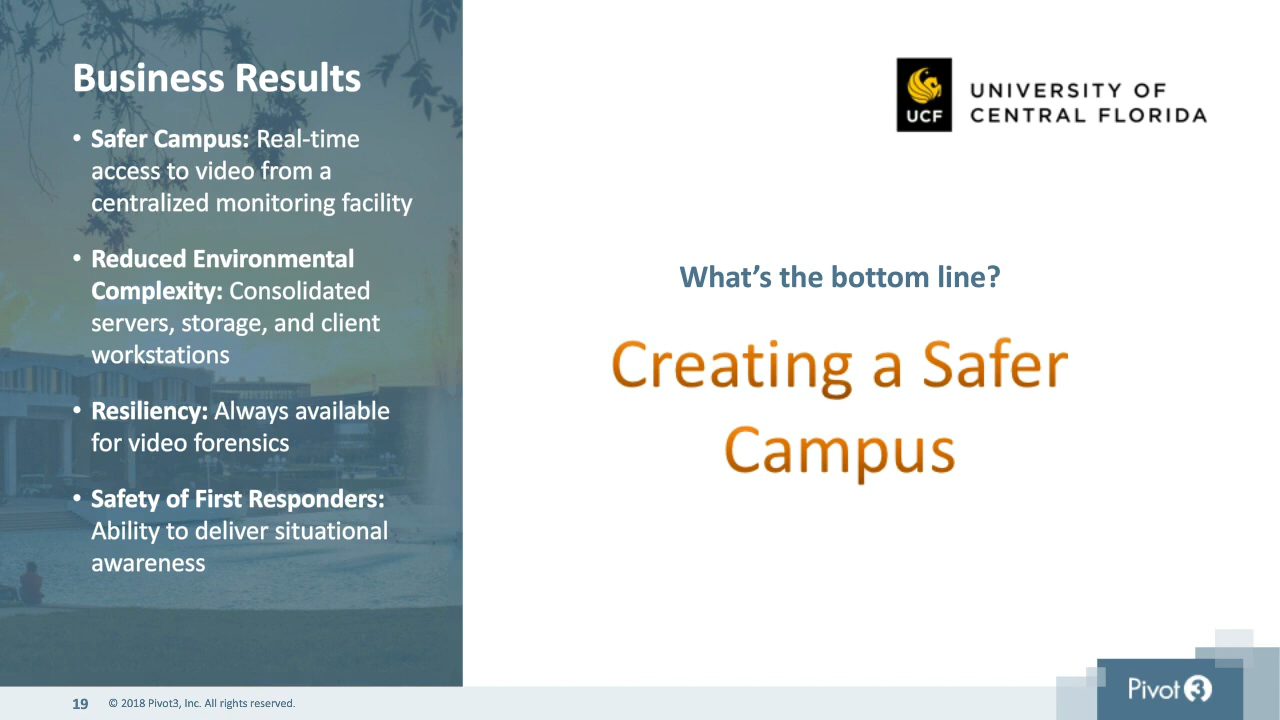 Business Results
• Safer Campus: Real-time
access to video from a
centralized monitoring facility
• Reduced Environmental
Complexity: Consolidated
servers, storage, and client
workstations
• Resiliency: Always available
for video forensics
• Safety of First Responders:
Ability to deliver situational
awareness
UCF
UNIVERSITY OF
CENTRAL FLORIDA
What’s the bottom line?
Creating a Safer
Campus
19 © 2018 Pivot3, Inc. All rights reserved.
Pivot3